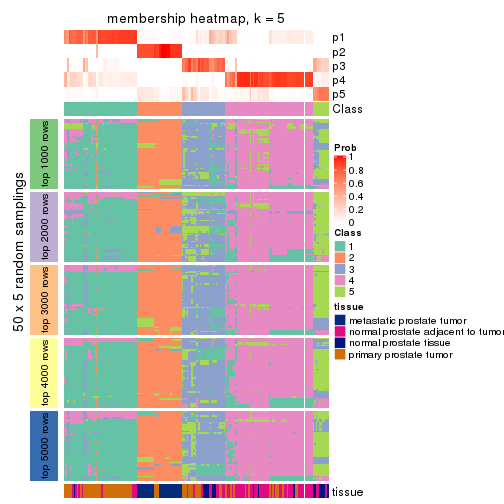 membership heatmap, k = 5
p1
p2
p3
p4
p5
Class
50 x 5 random samplings
top 1000 rows
top 2000 rows
top 3000 rows
top 4000 rows
top 5000 rows
Prob
1
0.8
0.6
0.4
0.2
0
Class
1
2
3
4
5
tissue
metastatic prostate tumor
normal prostate adjacent to tumor
normal prostate tissue
primary prostate tumor
tissue